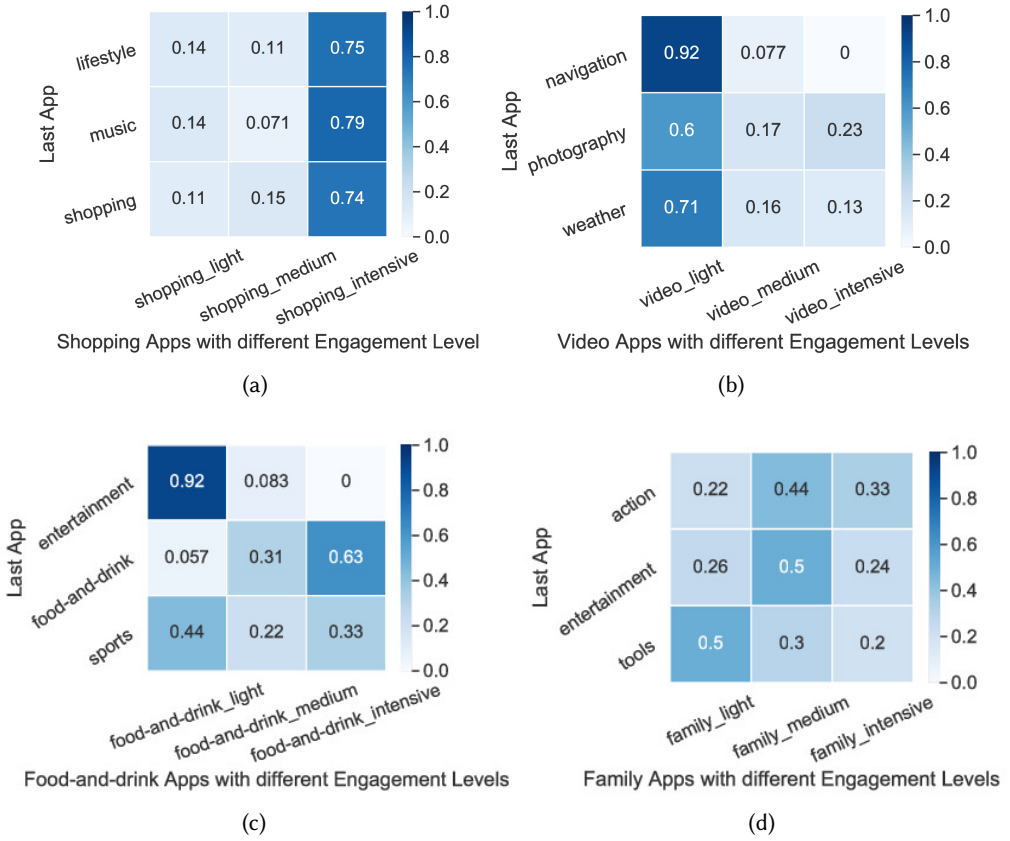 1.0
lifestyle 0.14 0.11 0.75
0.8
0.6
music 0.14 0.071 0.79
0.4
shopping 0.11 0.15 0.74
0.2
0.0
Last App
shopping_light
shopping_medium
shopping_intensive
Shopping Apps with different Engagement Level
(a)
1.0
navigation 0.92 0.077 0
0.8
0.6
photography 0.6 0.17 0.23
0.4
weather 0.71 0.16 0.13
0.2
0.0
Last App
video_light
video_medium
video_intensive
Video Apps with different Engagement Levels
(b)
1.0
entertainment 0.92 0.083 0
0.8
0.6
food-and-drink 0.057 0.31 0.63
0.4
sports 0.44 0.22 0.33
0.2
0.0
Last App
food-and-drink_light
food-and-drink_medium
food-and-drink_intensive
Food-and-drink Apps with different Engagement Levels
(c)
1.0
action 0.22 0.44 0.33
0.8
0.6
entertainment 0.26 0.5 0.24
0.4
tools 0.5 0.3 0.2
0.2
0.0
Last App
family_light
family_medium
family_intensive
Family Apps with different Engagement Levels
(d)